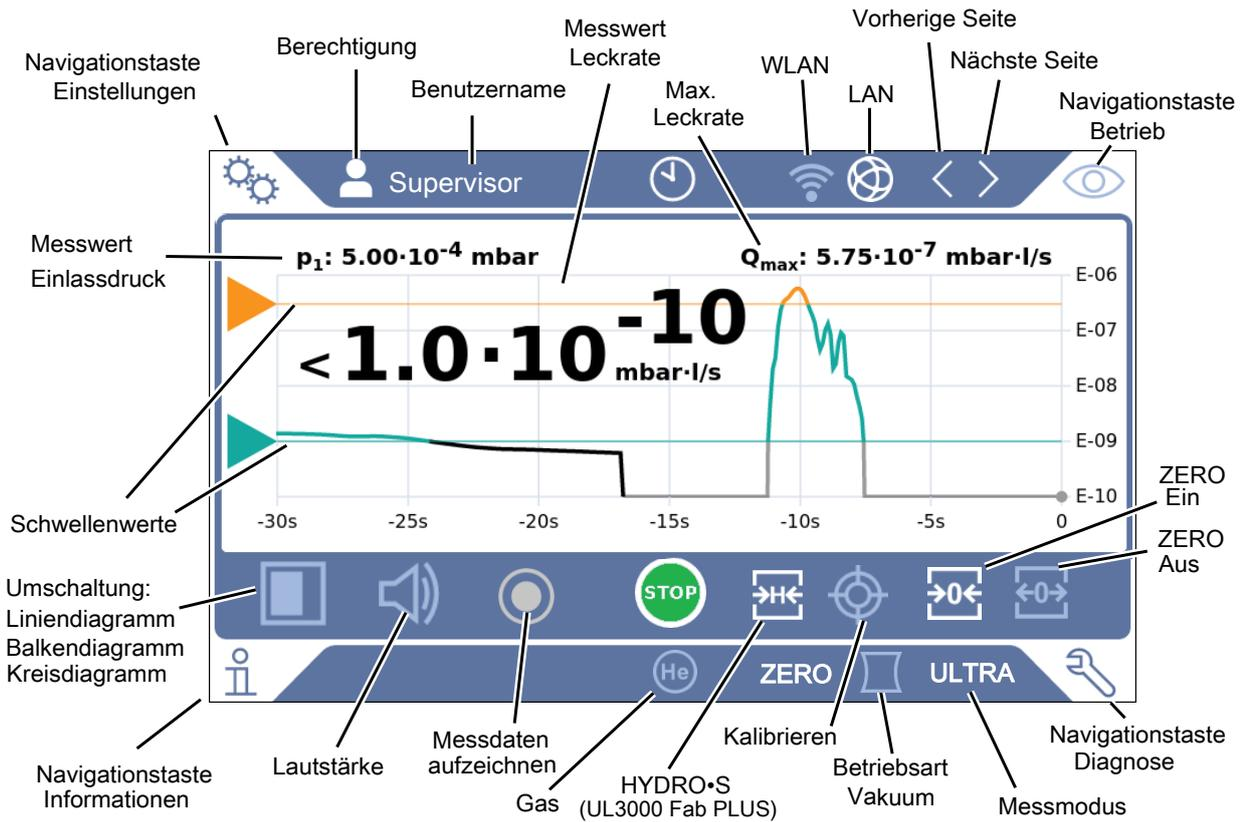 Vorherige Seite
Messwert
Leckrate
Berechtigung
Nächste Seite
Navigationstaste
Einstellungen
WLAN
Benutzername
Max.
Leckrate
LAN
Navigationstaste
Betrieb
Supervisor
Messwert
Einlassdruck
p1: 5.00·10-4 mbar
Qmax: 5.75·10-7 mbar·l/s
E-06
<1.0·10-10
mbar·l/s
E-07
E-08
E-09
E-10
-30s -25s -20s -15s -10s -5s 0
Schwellenwerte
ZERO
Ein
ZERO
Aus
Umschaltung:
Liniendiagramm
Balkendiagramm
Kreisdiagramm
STOP
H
0
0
He
ZERO
ULTRA
Navigationstaste
Informationen
Lautstärke
Messdaten
aufzeichnen
Gas
HYDRO•S
(UL3000 Fab PLUS)
Kalibrieren
Betriebsart
Vakuum
Messmodus
Navigationstaste
Diagnose